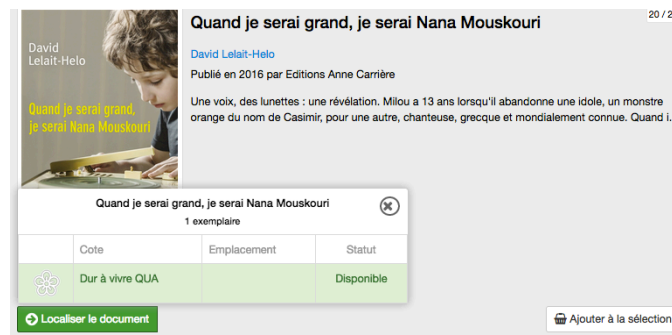 David
Lelait-Helo
Quand je serai grand,
je serai Nana Mouskouri
Quand je serai grand, je serai Nana Mouskouri
20 / 2
David Lelait-Helo
Publié en 2016 par Editions Anne Carrière
Une voix, des lunettes : une révélation. Milou a 13 ans lorsqu'il abandonne une idole, un monstre
orange du nom de Casimir, pour une autre, chanteuse, grecque et mondialement connue. Quand i.
Quand je serai grand, je serai Nana Mouskouri
1 exemplaire
Cote Emplacement Statut
Dur à vivre QUA Disponible
Localiser le document
Ajouter à la sélection